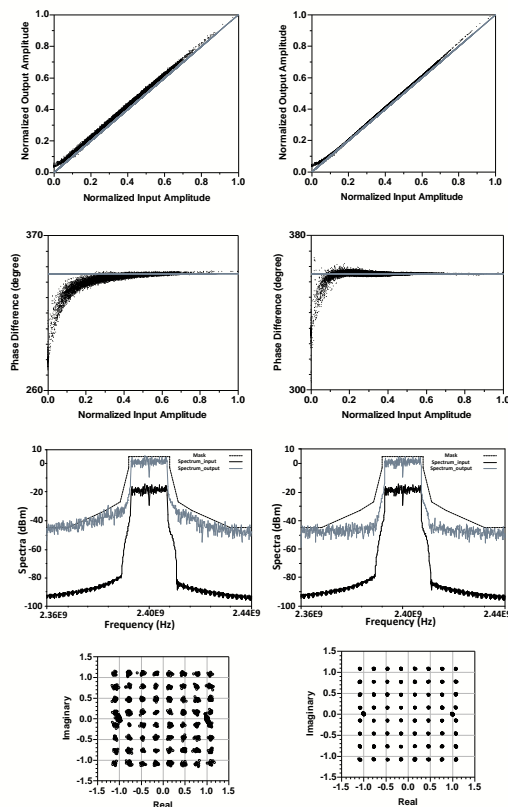 Normalized Output Amplitude
1.0
0.8
0.6
0.4
0.2
0.0
0.0 0.2 0.4 0.6 0.8 1.0
Normalized Input Amplitude
Normalized Output Amplitude
1.0
0.8
0.6
0.4
0.2
0.0
0.0 0.2 0.4 0.6 0.8 1.0
Normalized Input Amplitude
Phase Difference (degree)
370
260
0.0 0.2 0.4 0.6 0.8 1.0
Normalized Input Amplitude
Phase Difference (degree)
380
300
0.0 0.2 0.4 0.6 0.8 1.0
Normalized Input Amplitude
Spectra (dBm)
10
0
-20
-40
-60
-80
-100
Mask
Spectrum_input
Spectrum_output
2.36E9 2.40E9 2.44E9
Frequency (Hz)
Spectra (dBm)
10
0
-20
-40
-60
-80
-100
Mask
Spectrum_input
Spectrum_output
2.36E9 2.40E9 2.44E9
Frequency (Hz)
Imaginary
1.5
1.0
0.5
0.0
-0.5
-1.0
-1.5
-1.5 -1.0 -0.5 0.0 0.5 1.0 1.5
Real
Imaginary
1.5
1.0
0.5
0.0
-0.5
-1.0
-1.5
-1.5 -1.0 -0.5 0.0 0.5 1.0 1.5
Real